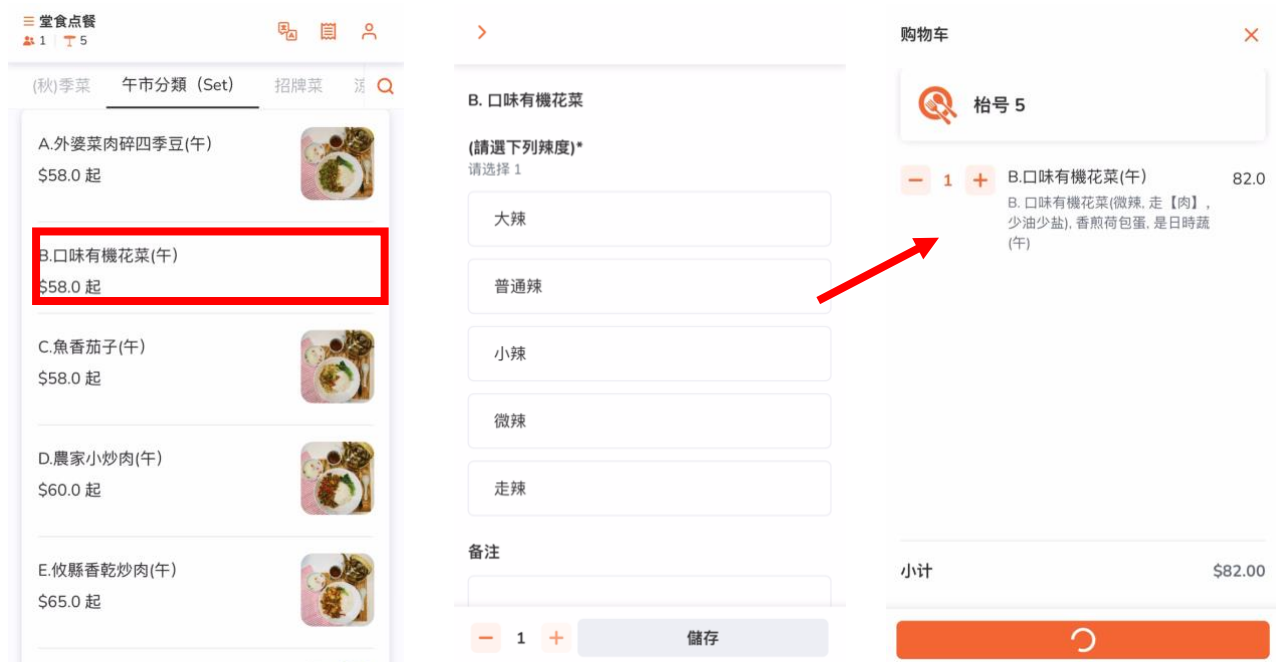 堂食点餐
1 5
(秋)季菜 午市分類 (Set) 招牌菜
A.外婆菜肉碎四季豆(午)
$58.0 起
B.口味有機花菜(午)
$58.0 起
C.魚香茄子(午)
$58.0 起
D.農家小炒肉(午)
$60.0 起
E.攸縣香乾炒肉(午)
$65.0 起
B. 口味有機花菜
(請選下列辣度)*
请选择 1
大辣
普通辣
小辣
微辣
走辣
备注
1 儲存
购物车
枱号 5
1 B.口味有機花菜(午) 82.0
B. 口味有機花菜(微辣, 走【肉】,
少油少盐), 香煎荷包蛋, 是日時蔬
(午)
小计 $82.00